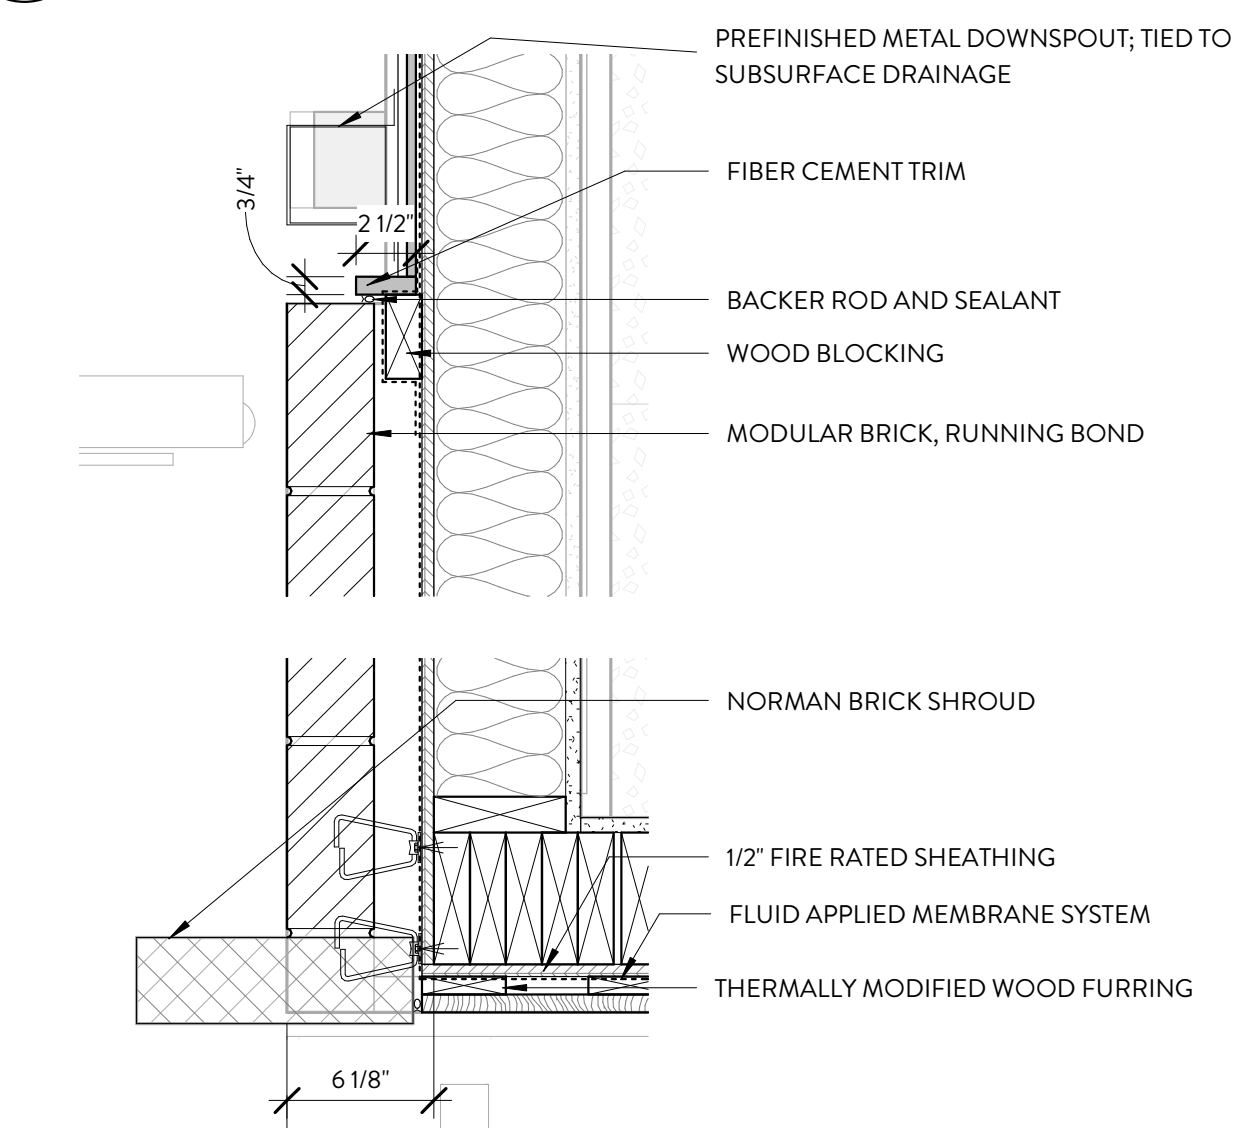 PREFINISHED METAL DOWNSPOUT; TIED TO
SUBSURFACE DRAINAGE
FIBER CEMENT TRIM
3/4"
2 1/2"
BACKER ROD AND SEALANT
WOOD BLOCKING
MODULAR BRICK, RUNNING BOND
NORMAN BRICK SHROUD
1/2" FIRE RATED SHEATHING
FLUID APPLIED MEMBRANE SYSTEM
THERMALLY MODIFIED WOOD FURRING
6 1/8"